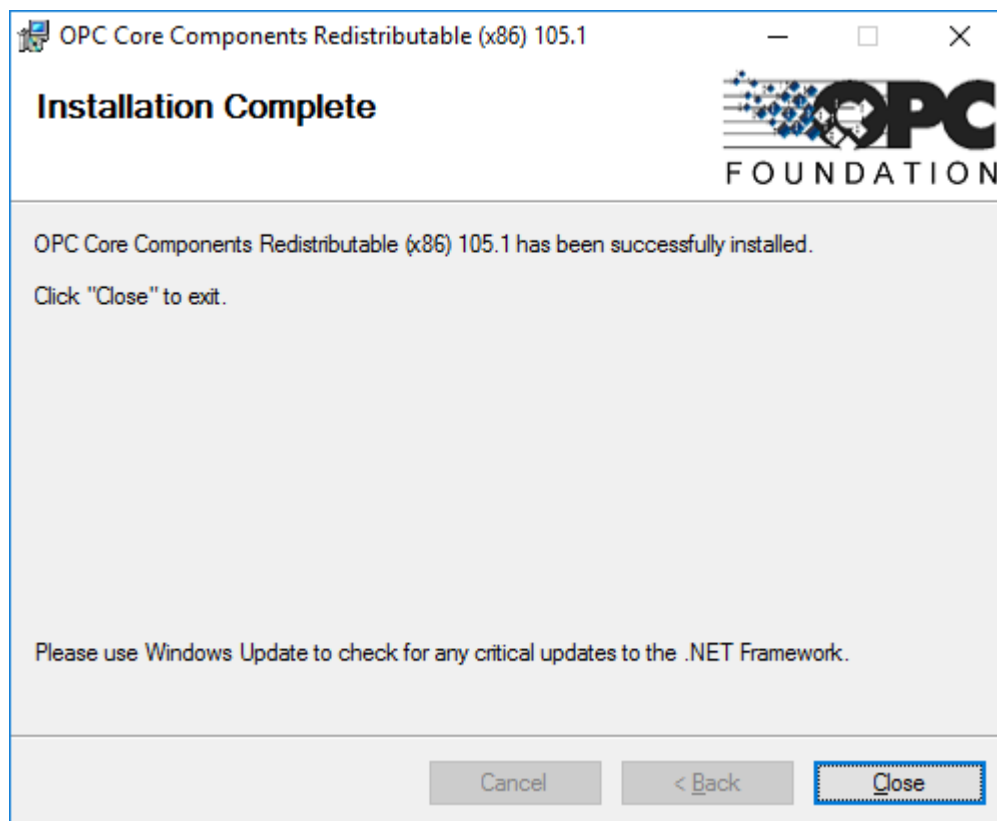 OPC Core Components Redistributable (x86) 105.1
Installation Complete
OPC
FOUNDATION
OPC Core Components Redistributable (x86) 105.1 has been successfully installed.
Click "Close" to exit.
Please use Windows Update to check for any critical updates to the .NET Framework.
Cancel
< Back
Close